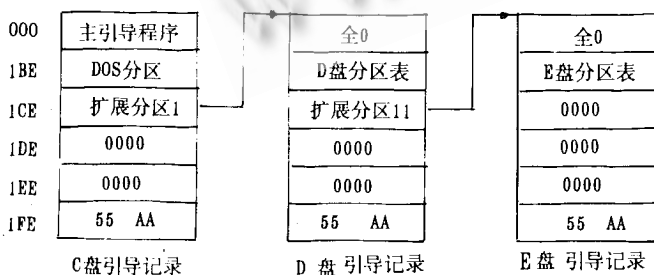 000 主引导程序 全0 全0
1BE DOS分区 D盘分区表 E盘分区表
1CE 扩展分区1 扩展分区11 0000
1DE 0000 0000 0000
1EE 0000 0000 0000
1FE 55 AA 55 AA 55 AA
C盘引导记录 D 盘 引导记录 E盘 引导记录